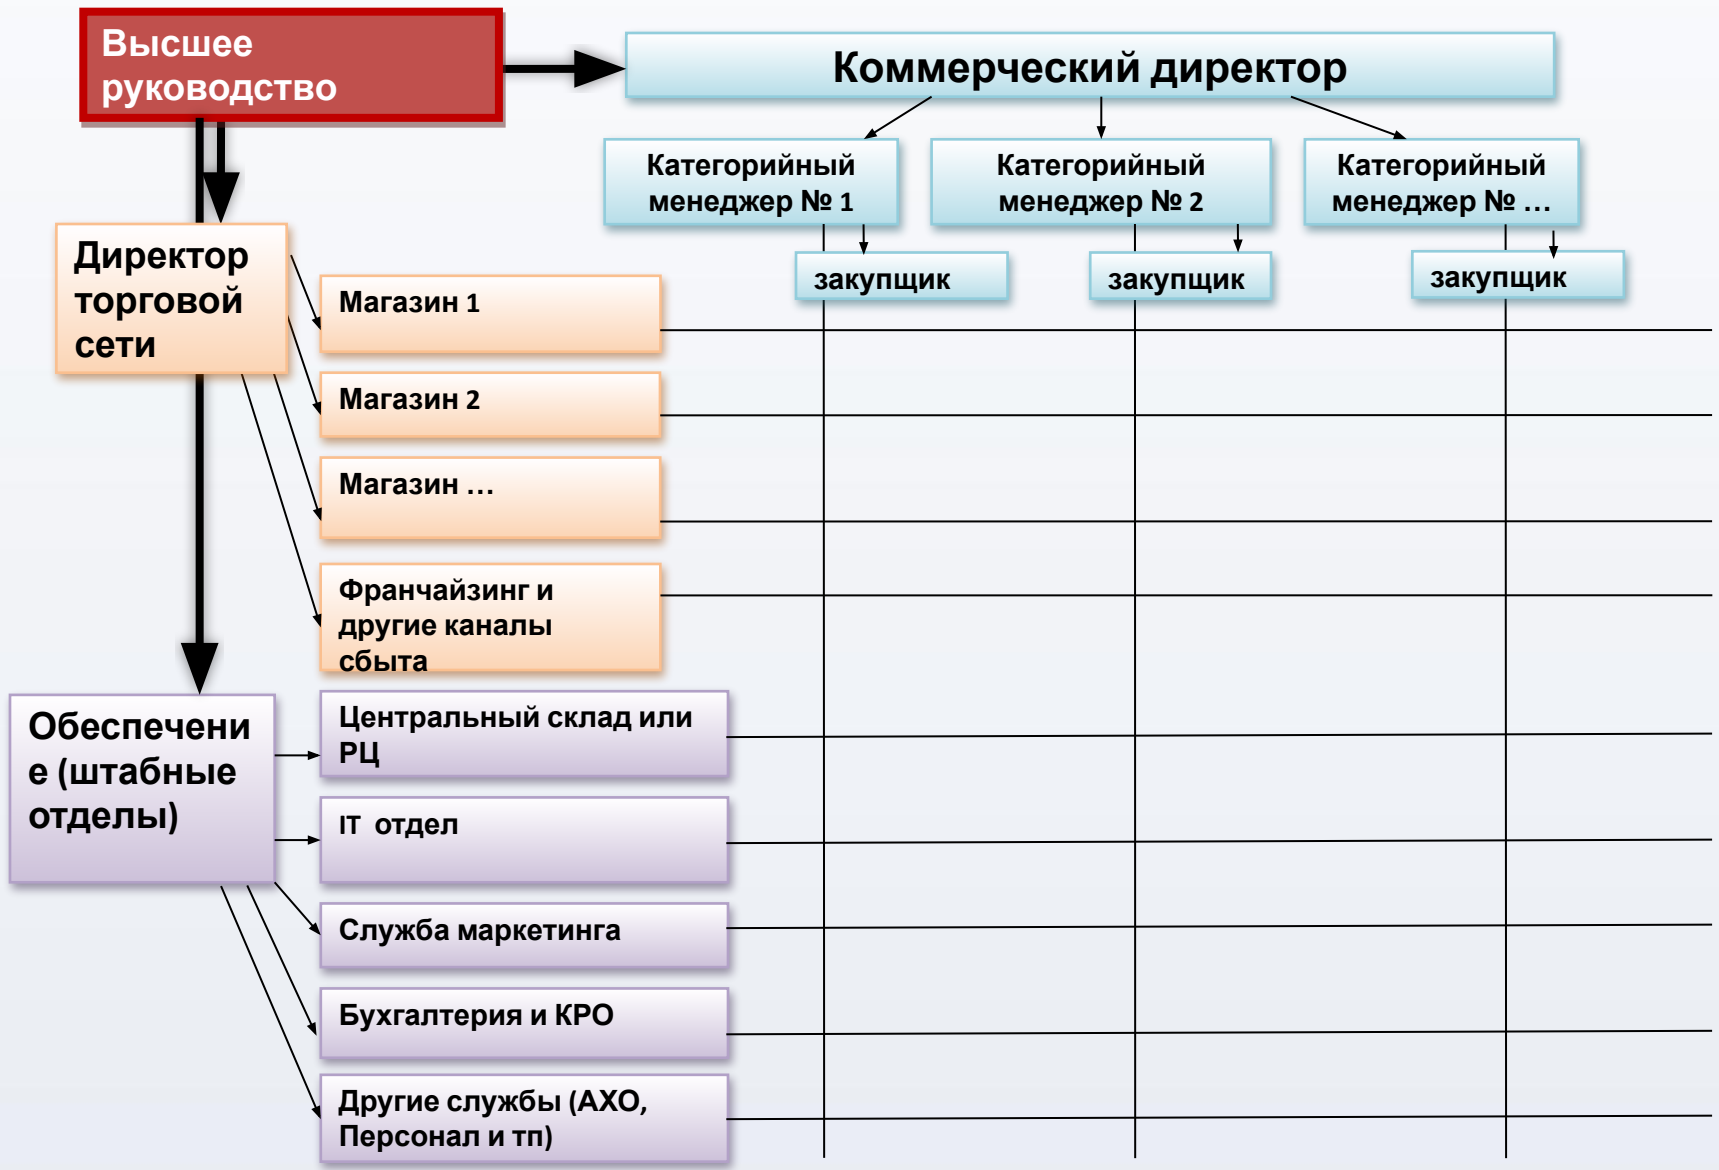 Высшее
руководство
Коммерческий директор
Категорийный
менеджер № 1
Категорийный
менеджер № 2
Категорийный
менеджер № …
закупщик
закупщик
закупщик
Директор
торговой
сети
Магазин 1
Магазин 2
Магазин …
Франчайзинг и
другие каналы
сбыта
Обеспечени
е (штабные
отделы)
Центральный склад или
РЦ
IT отдел
Служба маркетинга
Бухгалтерия и КРО
Другие службы (АХО,
Персонал и тп)